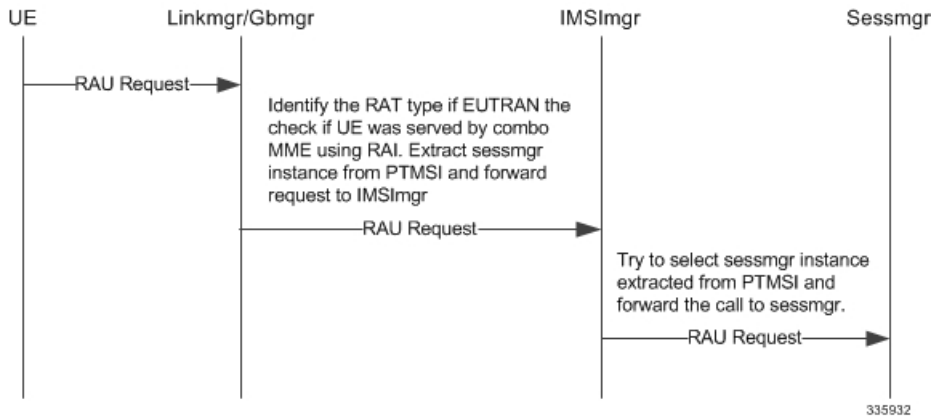 UE
Linkmgr/Gbmgr
IMSImgr
Sessmgr
RAU Request
Identify the RAT type if EUTRAN the
check if UE was served by combo
MME using RAI. Extract sessmgr
instance from PTMSI and forward
request to IMSImgr
RAU Request
Try to select sessmgr instance
extracted from PTMSI and
forward the call to sessmgr.
RAU Request
335932